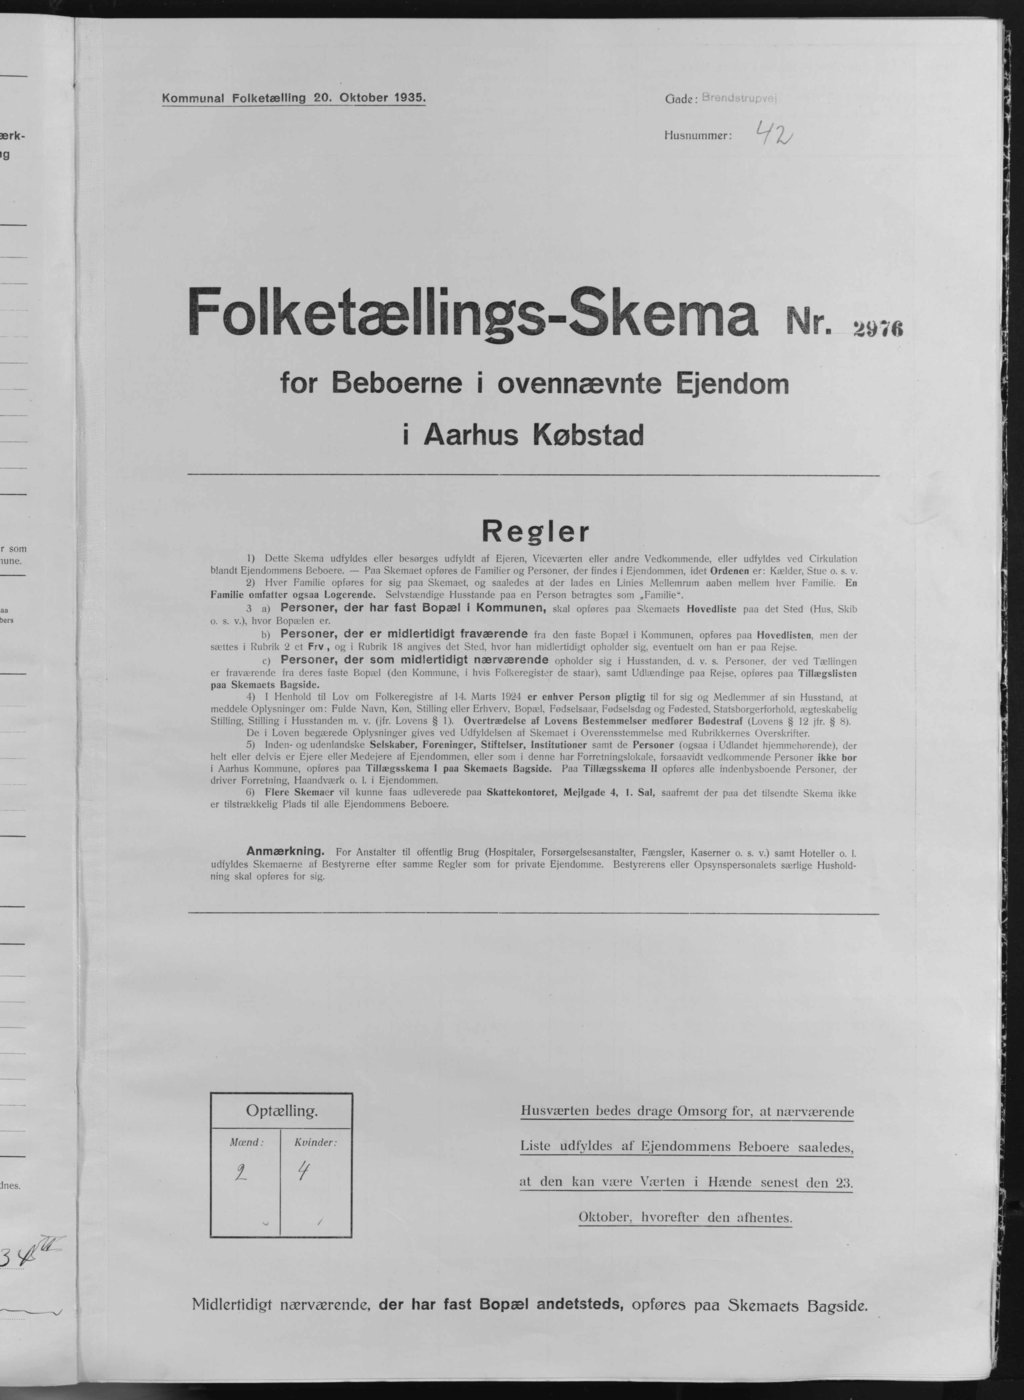 Kommunal Folketælling 20. Oktober 1935.
Gade: Brendstrupvej
Husnummer: 42
Folketællings-Skema Nr. 2976
for Beboerne i ovennævnte Ejendom
i Aarhus Købstad
Regler
1) Dette Skema udfyldes eller besørges udfyldt af Ejeren, Viceværten eller andre Vedkommende, eller udfyldes ved Cirkulation
blandt Ejendommens Beboere. — Paa Skemaet opføres de Familier og Personer, der findes i Ejendommen, idet Ordenen er: Kælder, Stue o. s. v.
2) Hver Familie opføres for sig paa Skemaet, og saaledes at der lades en Linies Mellemrum aaben mellem hver Familie. En
Familie omfatter ogsaa Logerende. Selvstændige Husstande paa en Person betragtes som „Familie“.
3 a) Personer, der har fast Bopæl i Kommunen, skal opføres paa Skemaets Hovedliste paa det Sted (Hus, Skib
o. s. v.), hvor Bopælen er.
b) Personer, der er midlertidigt fraværende fra den faste Bopæl i Kommunen, opføres paa Hovedlisten, men der
sættes i Rubrik 2 et Frv., og i Rubrik 18 angives det Sted, hvor han midlertidigt opholder sig, eventuelt om han er paa Rejse.
c) Personer, der som midlertidigt nærværende opholder sig i Husstanden, d. v. s. Personer, der ved Tællingen
er fraværende fra deres faste Bopæl (den Kommune, i hvis Folkeregister de staar), samt Udlændinge paa Rejse, opføres paa Tillægslisten
paa Skemaets Bagside.
4) I Henhold til Lov om Folkeregistre af 14. Marts 1924 er enhver Person pligtig til for sig og Medlemmer af sin Husstand, at
meddele Oplysninger om: Fulde Navn, Køn, Stilling eller Erhverv, Bopæl, Fødselsaar, Fødselsdag og Fødested, Statsborgerforhold, ægteskabelig
Stilling, Stilling i Husstanden m. v. (jfr. Lovens § 1). Overtrædelse af Lovens Bestemmelser medfører Bødestraf (Lovens § 12 jfr. § 8).
De i Loven begærede Oplysninger gives ved Udfyldelsen af Skemaet i Overensstemmelse med Rubrikkernes Overskrifter.
5) Inden- og udenlandske Selskaber, Foreninger, Stiftelser, Institutioner samt de Personer (ogsaa i Udlandet hjemmehørende), der
helt eller delvis er Ejere eller Medejere af Ejendommen, eller som i denne har Forretningslokale, forsaavidt vedkommende Personer ikke bor
i Aarhus Kommune, opføres paa Tillægsskema I paa Skemaets Bagside. Paa Tillægsskema II opføres alle indenbysboende Personer, der
driver Forretning, Haandværk o. l. i Ejendommen.
6) Flere Skemaer vil kunne faas udleverede paa Skattekontoret, Mejlgade 4, 1. Sal, saafremt der paa det tilsendte Skema ikke
er tilstrækkelig Plads til alle Ejendommens Beboere.
Anmærkning. For Anstalter til offentlig Brug (Hospitaler, Forsørgelsesanstalter, Fængsler, Kaserner o. s. v.) samt Hoteller o. l.
udfyldes Skemaerne af Bestyrerne efter samme Regler som for private Ejendomme. Bestyrerens eller Opsynspersonalets særlige Hushold-
ning skal opføres for sig.
Optælling.
Mænd: Kvinder:
2 4
Husværten bedes drage Omsorg for, at nærværende
Liste udfyldes af Ejendommens Beboere saaledes,
at den kan være Værten i Hænde senest den 23.
Oktober, hvorefter den afhentes.
Midlertidigt nærværende, der har fast Bopæl andetsteds, opføres paa Skemaets Bagside.